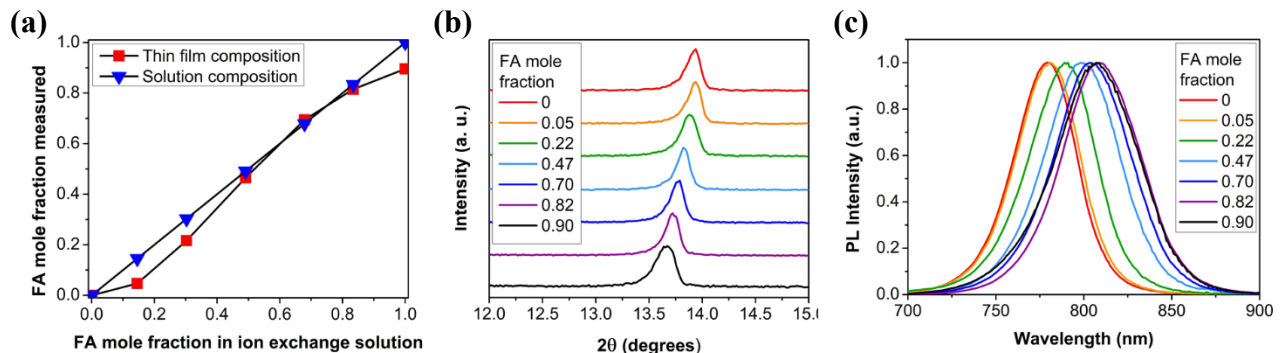 (a)
FA mole fraction measured
1.0
0.8
0.6
0.4
0.2
0.0
Thin film composition
Solution composition
0.0 0.2 0.4 0.6 0.8 1.0
FA mole fraction in ion exchange solution
(b)
Intensity (a. u.)
FA mole
fraction
0
0.05
0.22
0.47
0.70
0.82
0.90
12.0 12.5 13.0 13.5 14.0 14.5 15.0
2θ (degrees)
(c)
PL Intensity (a.u.)
1.0
0.8
0.6
0.4
0.2
0.0
FA mole
fraction
0
0.05
0.22
0.47
0.70
0.82
0.90
700 750 800 850 900
Wavelength (nm)